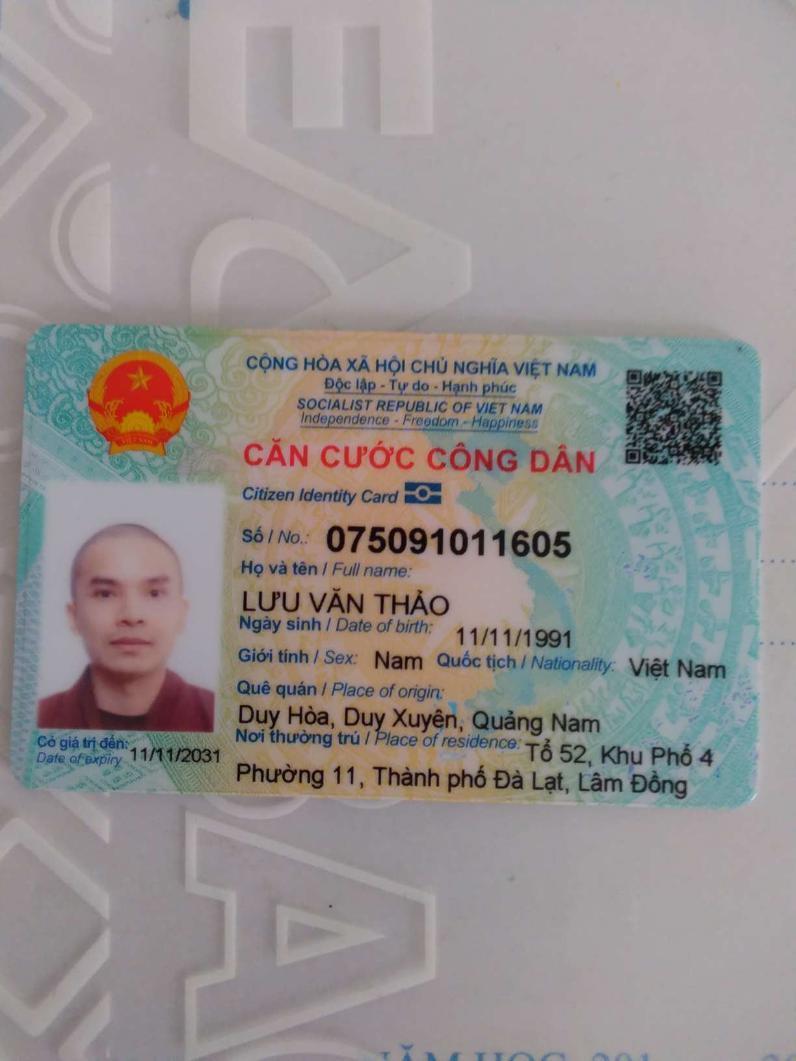 CỘNG HÒA XÃ HỘI CHỦ NGHĨA VIỆT NAM
Độc lập - Tự do - Hạnh phúc
SOCIALIST REPUBLIC OF VIET NAM
Independence - Freedom - Happiness
CĂN CƯỚC CÔNG DÂN
Citizen Identity Card
Số / No.: 075091011605
Họ và tên / Full name:
LƯU VĂN THẢO
Ngày sinh / Date of birth: 11/11/1991
Giới tính / Sex: Nam Quốc tịch / Nationality: Việt Nam
Quê quán / Place of origin:
Duy Hòa, Duy Xuyên, Quảng Nam
Nơi thường trú / Place of residence: Tổ 52, Khu Phố 4
Phường 11, Thành phố Đà Lạt, Lâm Đồng
Có giá trị đến: 11/11/2031
Date of expiry
VIỆT NAM
NĂM HỌC